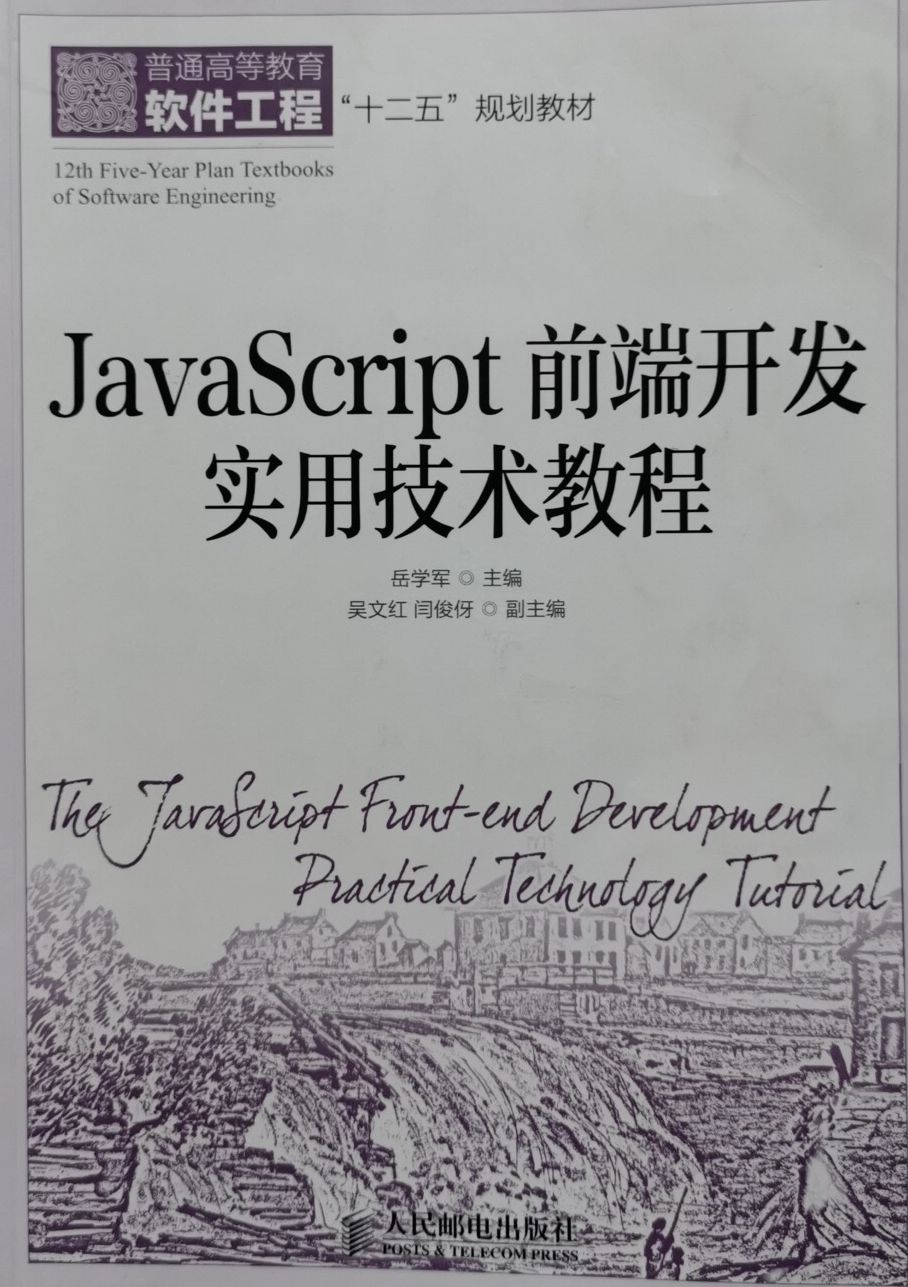 普通高等教育
软件工程 “十二五” 规划教材
12th Five-Year Plan Textbooks
of Software Engineering
JavaScript 前端开发
实用技术教程
岳学军 ◎ 主编
吴文红 闫俊伢 ◎ 副主编
The JavaScript Front-end Development
Practical Technology Tutorial
人民邮电出版社
POSTS & TELECOM PRESS